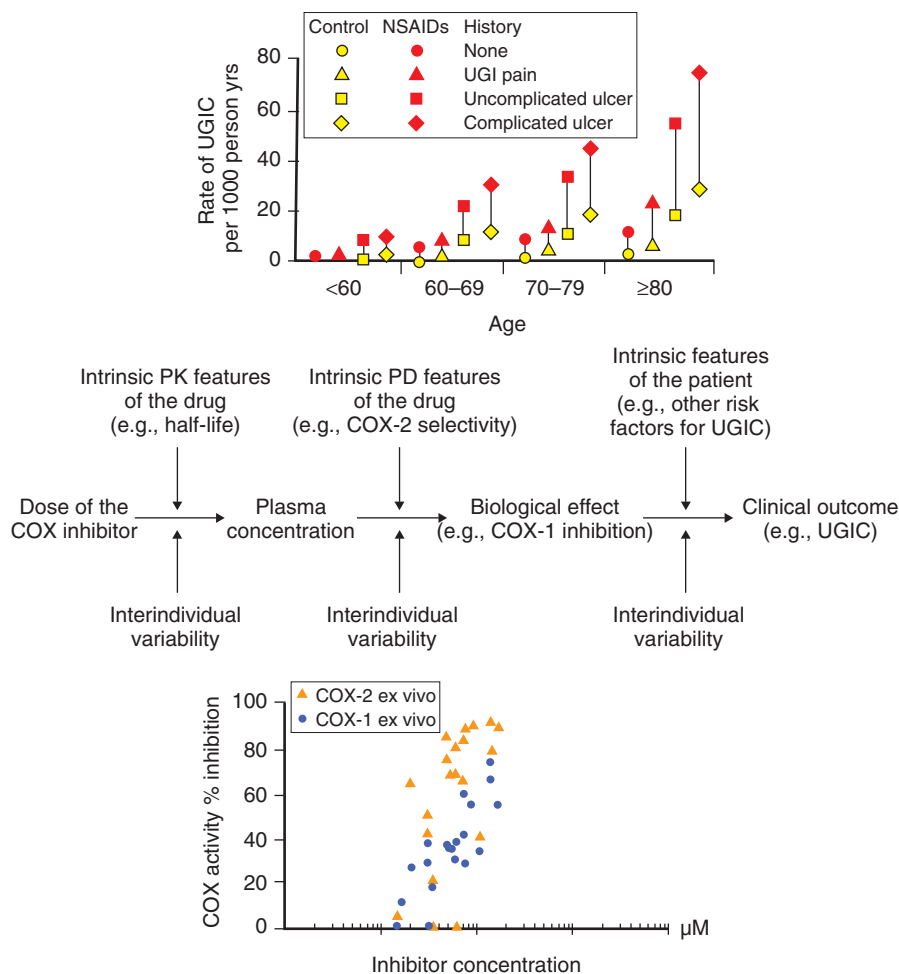 Control NSAIDs History
None
UGI pain
Uncomplicated ulcer
Complicated ulcer
80
60
40
20
0
Rate of UGIC
per 1000 person yrs
<60 60–69 70–79 ≥80
Age
Intrinsic PK features
of the drug
(e.g., half-life)
Intrinsic PD features
of the drug
(e.g., COX-2 selectivity)
Intrinsic features
of the patient
(e.g., other risk
factors for UGIC)
Dose of the
COX inhibitor
Plasma
concentration
Biological effect
(e.g., COX-1 inhibition)
Clinical outcome
(e.g., UGIC)
Interindividual
variability
Interindividual
variability
Interindividual
variability
COX-2 ex vivo
COX-1 ex vivo
100
80
60
40
20
0
COX activity % inhibition
μM
Inhibitor concentration